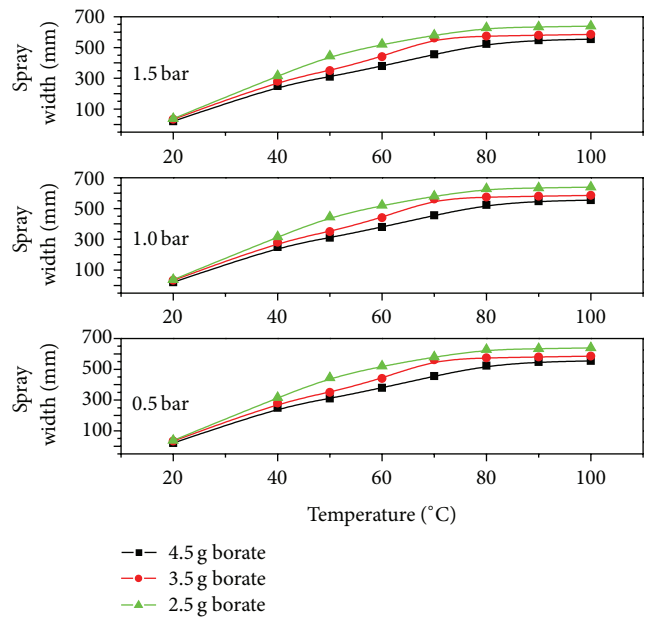 700
500
300
100
Spray
width (mm)
1.5 bar
20 40 60 80 100
700
500
300
100
Spray
width (mm)
1.0 bar
20 40 60 80 100
700
500
300
100
Spray
width (mm)
0.5 bar
20 40 60 80 100
Temperature (°C)
4.5 g borate
3.5 g borate
2.5 g borate